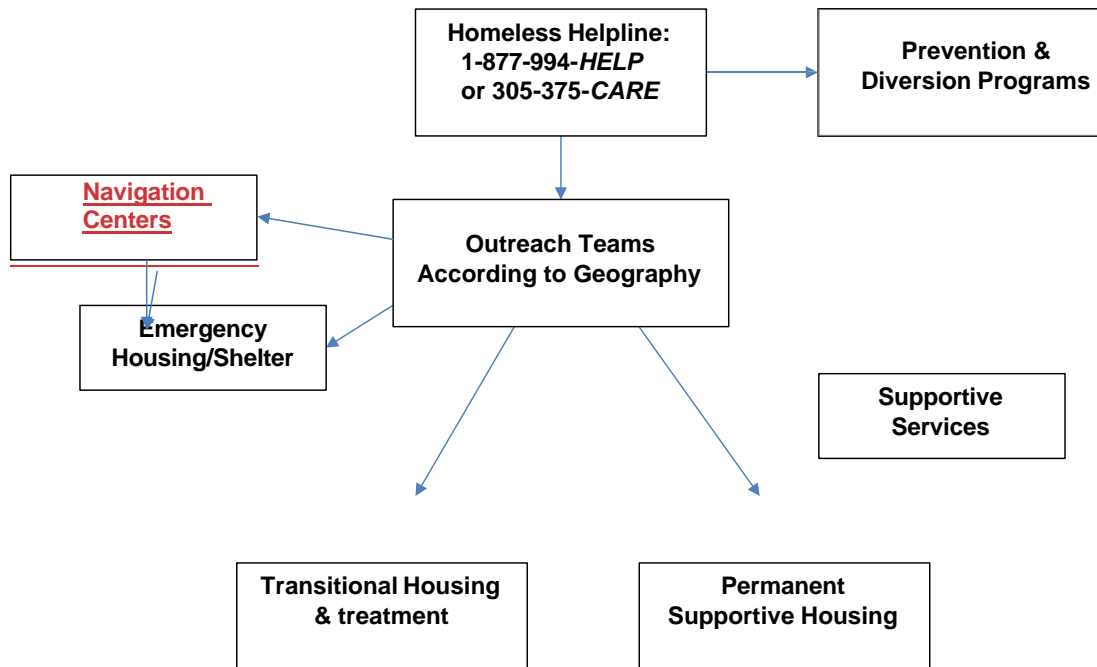 Homeless Helpline:
1-877-994-HELP
or 305-375-CARE
Prevention &
Diversion Programs
Navigation
Centers
Outreach Teams
According to Geography
Emergency
Housing/Shelter
Supportive
Services
Transitional Housing
& treatment
Permanent
Supportive Housing